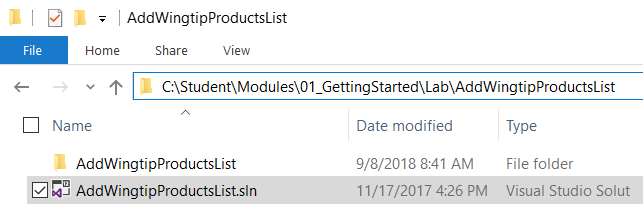 AddWingtipProductsList
File Home Share View
C:\Student\Modules\01_GettingStarted\Lab\AddWingtipProductsList
Name Date modified Type
AddWingtipProductsList 9/8/2018 8:41 AM File folder
AddWingtipProductsList.sln 11/17/2017 4:26 PM Visual Studio Solut